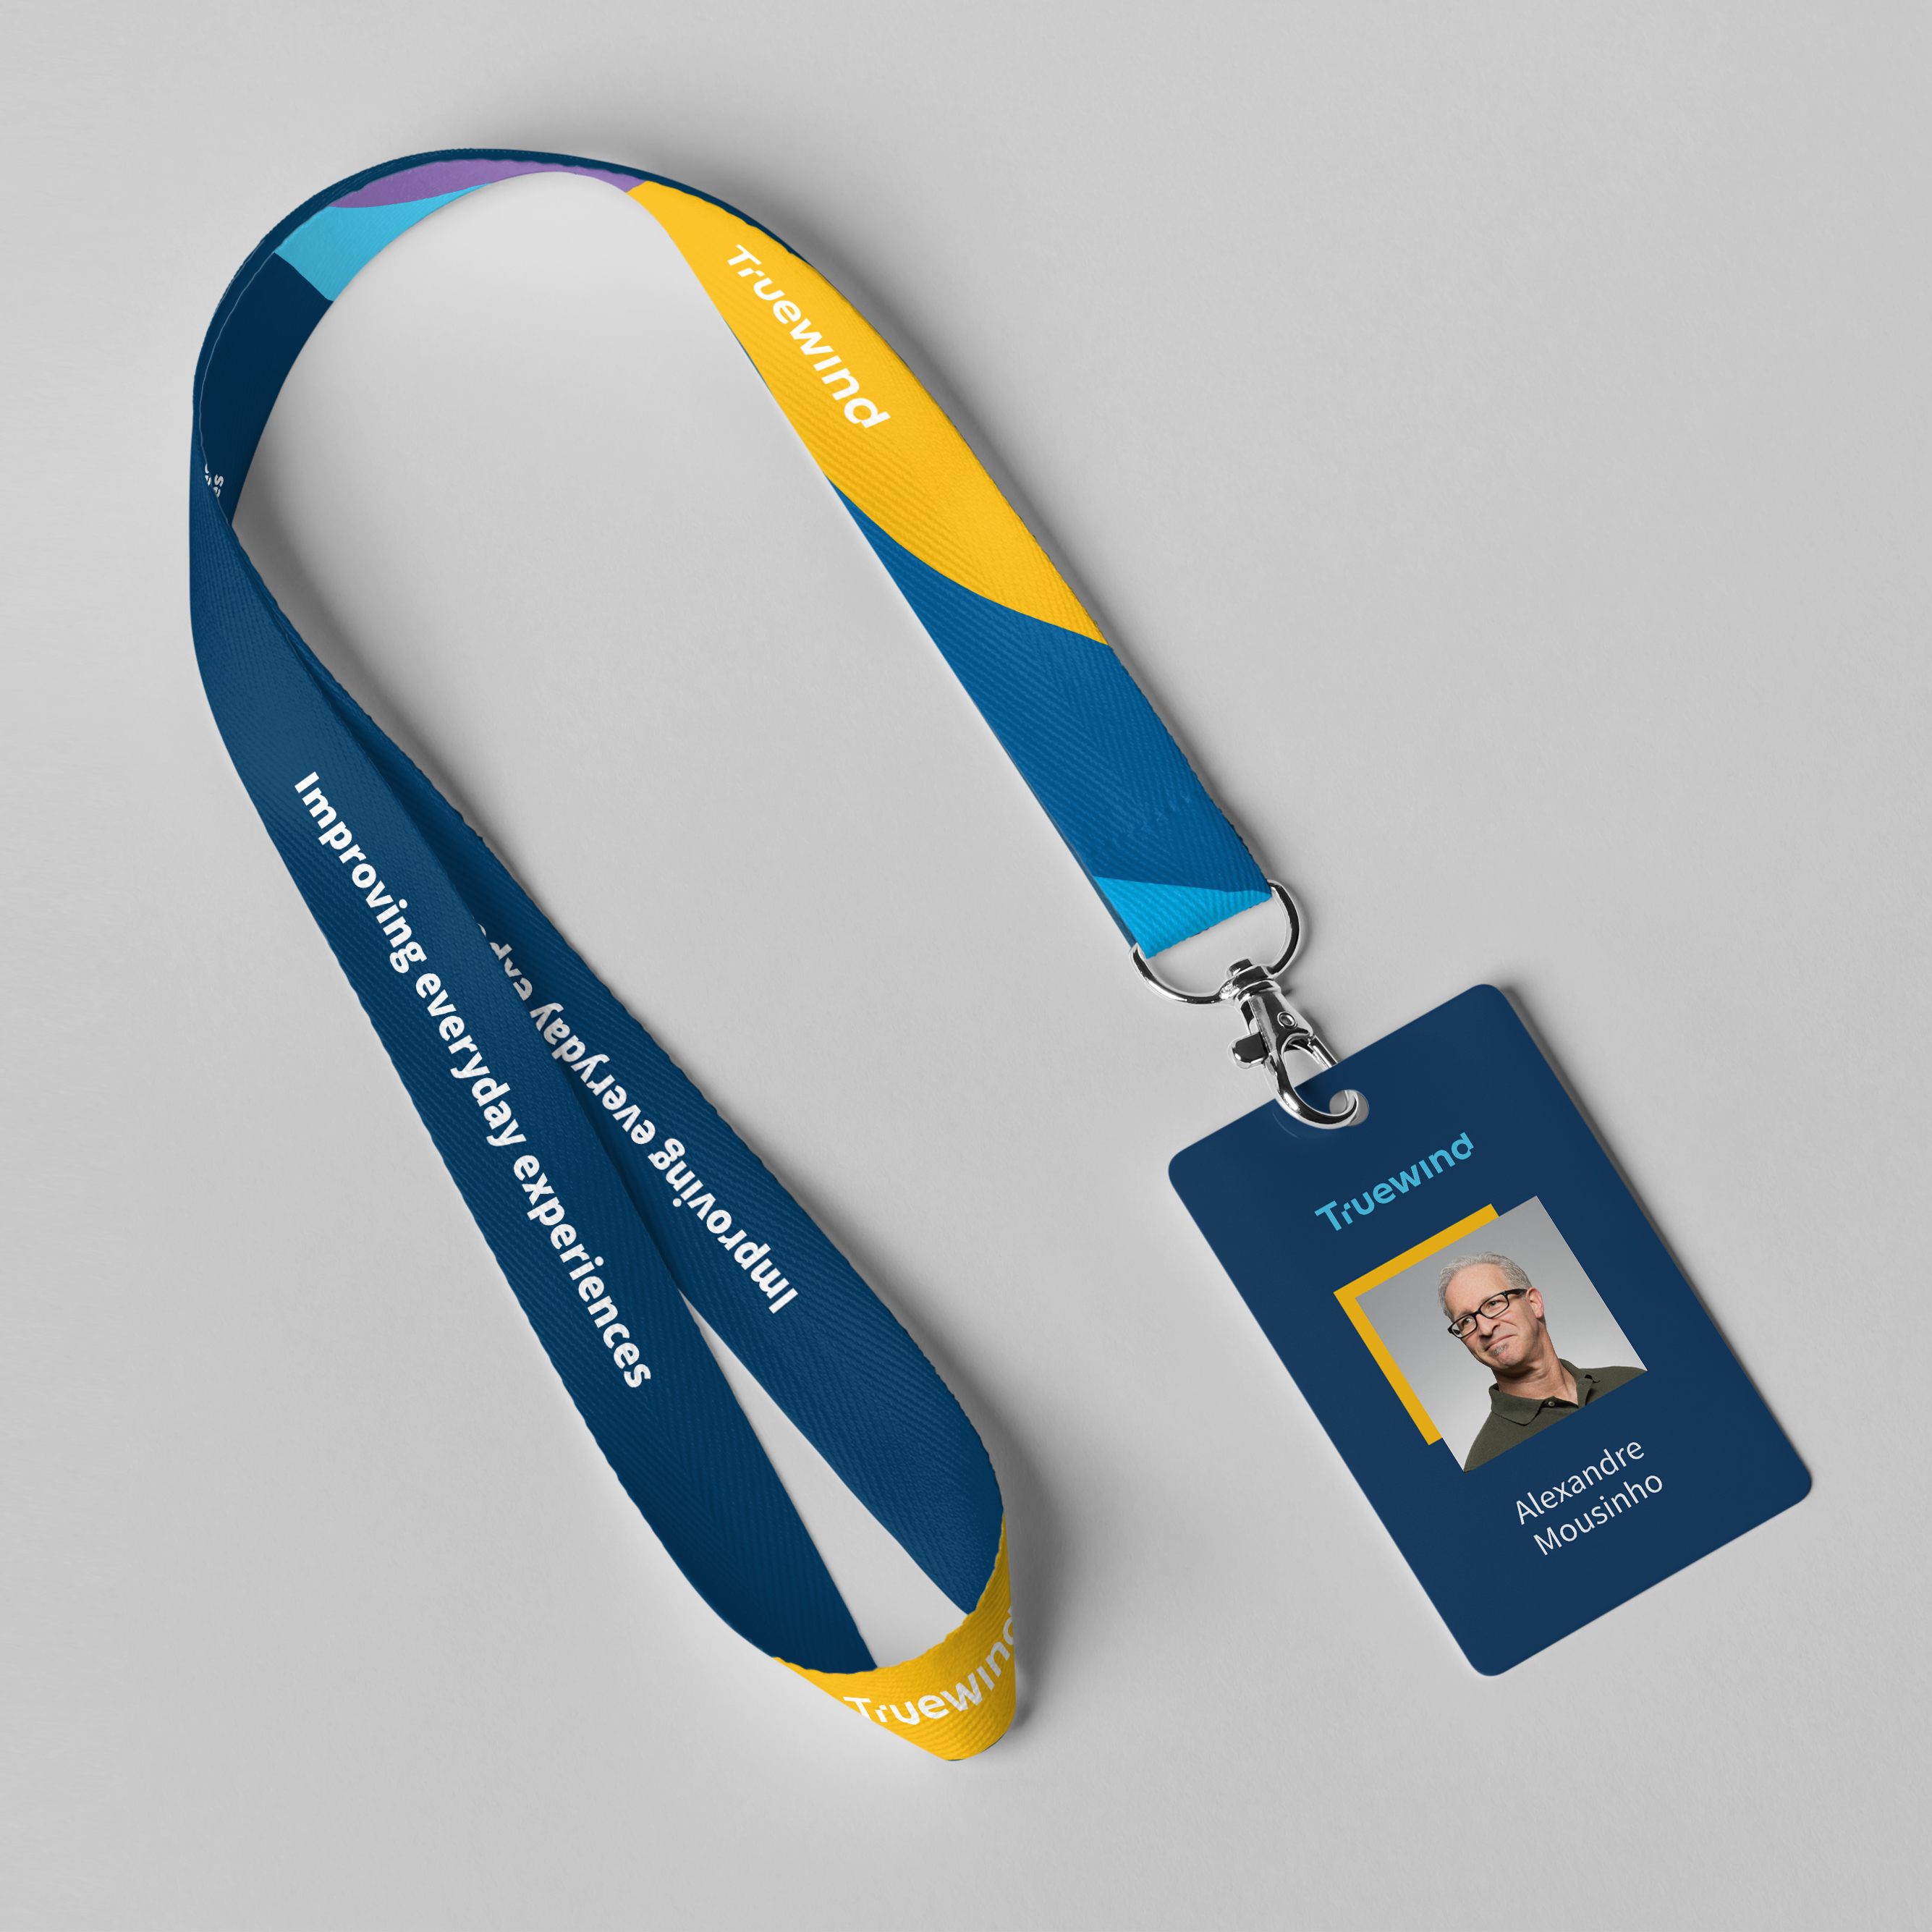 Truewind
Improving everyday experiences
Improving everyday
Truewind
Truewind
Alexandre
Mousinho